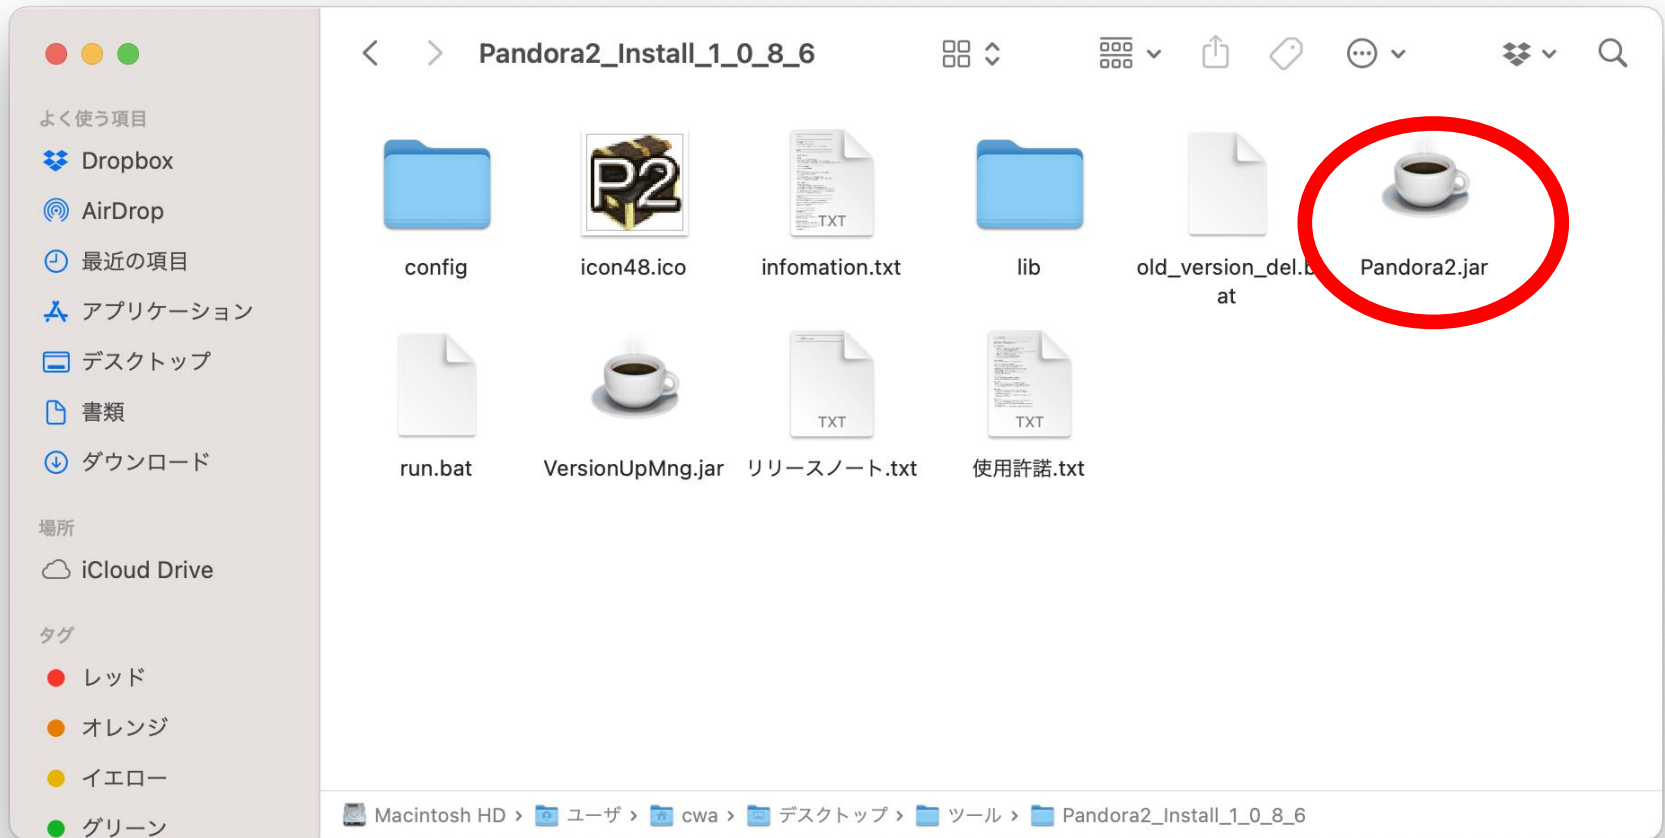 Pandora2_Install_1_0_8_6
よく使う項目
Dropbox
AirDrop
最近の項目
アプリケーション
デスクトップ
書類
ダウンロード
場所
iCloud Drive
タグ
レッド
オレンジ
イエロー
グリーン
config
P2
icon48.ico
TXT
infomation.txt
lib
old_version_del.b
at
Pandora2.jar
run.bat
VersionUpMng.jar
TXT
リリースノート.txt
TXT
使用許諾.txt
Macintosh HD › ユーザ › cwa › デスクトップ › ツール › Pandora2_Install_1_0_8_6